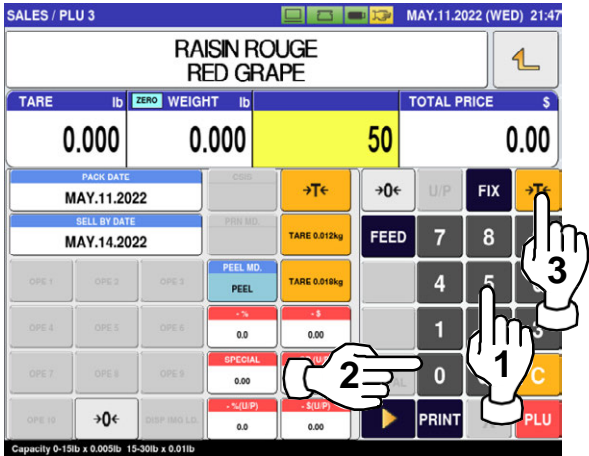 SALES / PLU 3 MAY.11.2022 (WED) 21:47
RAISIN ROUGE
RED GRAPE
TARE lb ZERO WEIGHT lb TOTAL PRICE $
0.000 0.000 50 0.00
PACK DATE
MAY.11.2022
SELL BY DATE
MAY.14.2022
→T← →0← U/P FIX →T←
PRN MD. TARE 0.012kg FEED 7 8
PEEL MD.
OPE 1 OPE 2 OPE 3 PEEL TARE 0.018kg 4 5 3
- % - $
OPE 4 OPE 5 OPE 6 0.0 0.00 1 1
SPECIAL
OPE 7 OPE 8 OPE 9 0.00 2 0 C
- %(U/P) - $(U/P)
OPE 10 →0← DISP IMG LD. 0.0 0.00 PRINT PLU
Capacity 0-15lb x 0.005lb 15-30lb x 0.01lb